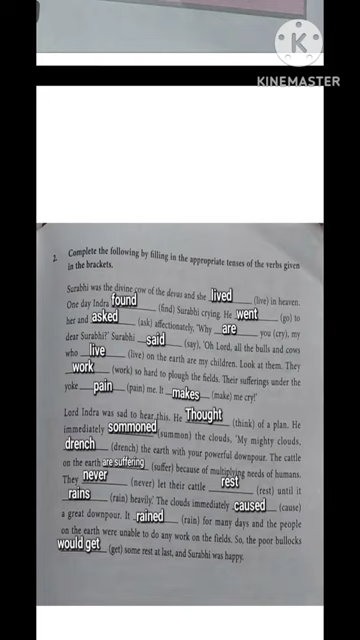 K
KINEMASTER
2. Complete the following by filling in the appropriate tenses of the verbs given
in the brackets.
Surabhi was the divine cow of the devas and she lived (live) in heaven.
One day Indra found (find) Surabhi crying. He went (go) to
her and asked (ask) affectionately, 'Why are you (cry), my
dear Surabhi?' Surabhi said (say), 'Oh Lord, all the bulls and cows
who live (live) on the earth are my children. Look at them. They
work (work) so hard to plough the fields. Their sufferings under the
yoke pain (pain) me. It makes (make) me cry!'
Lord Indra was sad to hear this. He Thought (think) of a plan. He
immediately sommoned (summon) the clouds, 'My mighty clouds,
drench (drench) the earth with your powerful downpour. The cattle
on the earth are suffering (suffer) because of multiplying needs of humans.
They never (never) let their cattle rest (rest) until it
rains (rain) heavily.' The clouds immediately caused (cause)
a great downpour. It rained (rain) for many days and the people
on the earth were unable to do any work on the fields. So, the poor bullocks
would get (get) some rest at last, and Surabhi was happy.